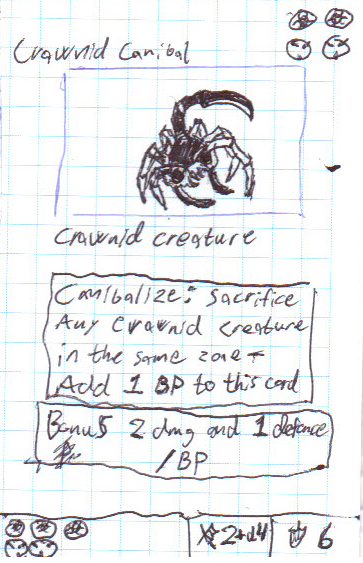 Crawnid Canibal
Crawnid creature
Canibalize: sacrifice
Any Crawnid creature
in the same zone →
Add 1 BP to this card
Bonus 2 dmg and 1 defence
/BP
2+d4 6